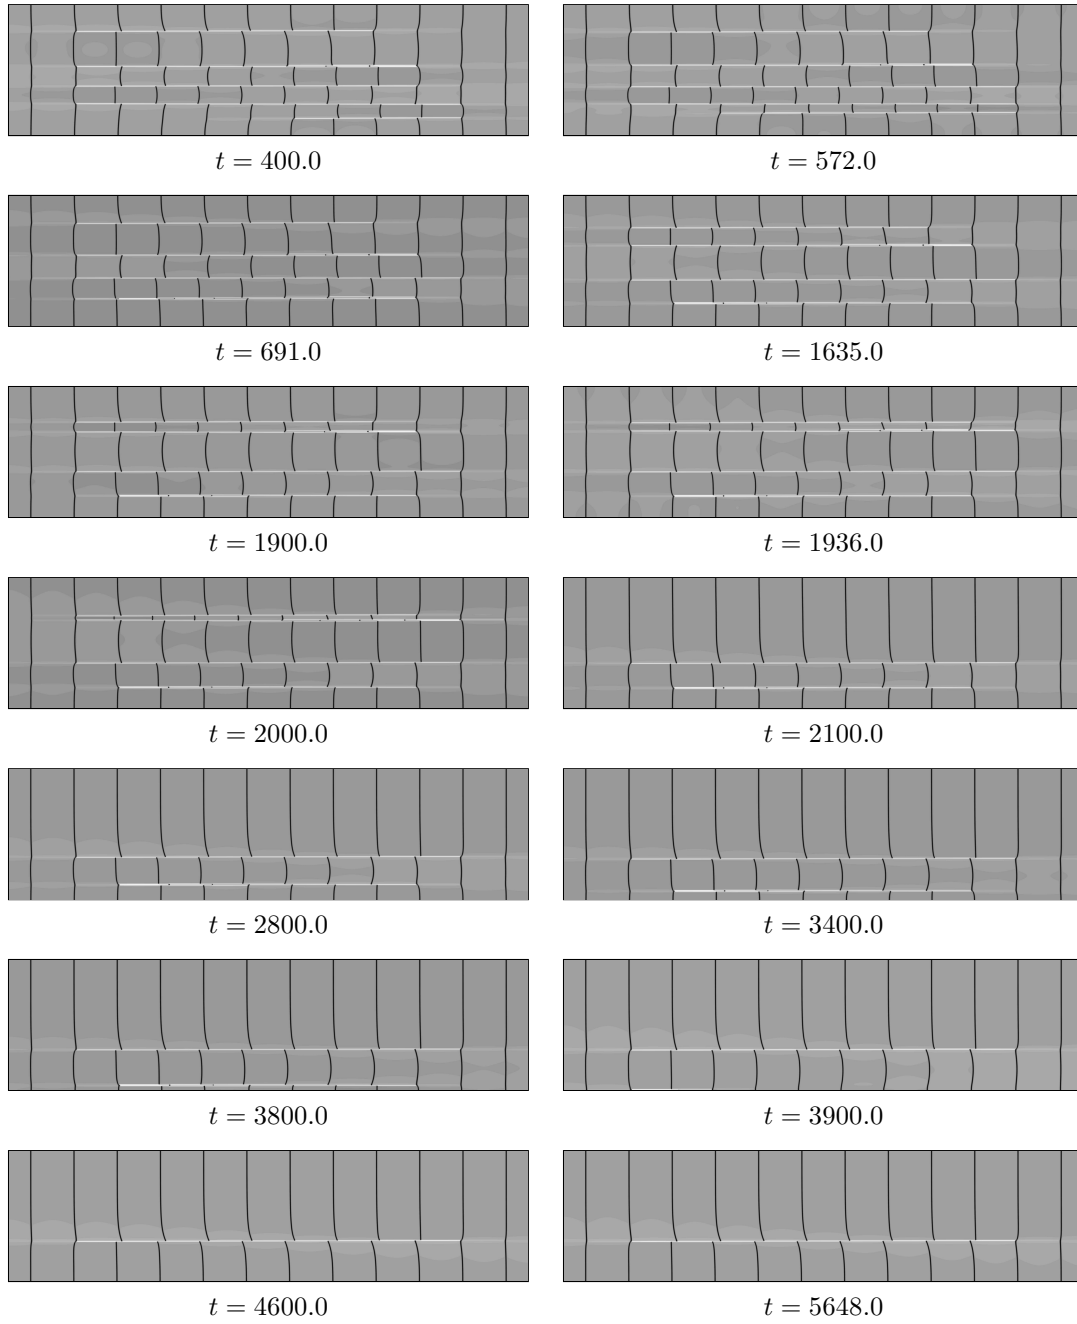 t = 400.0
t = 572.0
t = 691.0
t = 1635.0
t = 1900.0
t = 1936.0
t = 2000.0
t = 2100.0
t = 2800.0
t = 3400.0
t = 3800.0
t = 3900.0
t = 4600.0
t = 5648.0